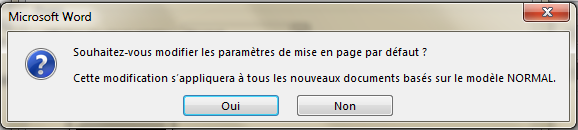 Microsoft Word
Souhaitez-vous modifier les paramètres de mise en page par défaut ?
Cette modification s´appliquera à tous les nouveaux documents basés sur le modèle NORMAL.
Oui
Non